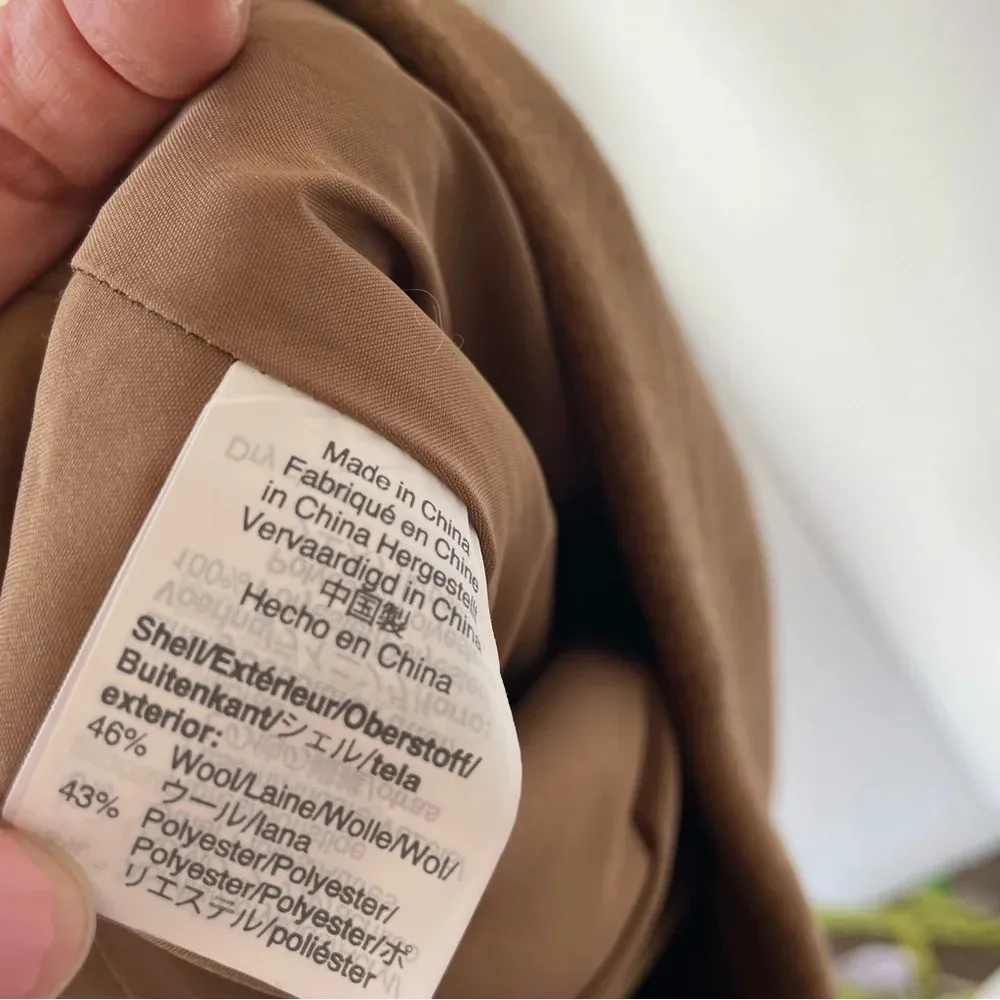 Made in China
Fabriqué en Chine
in China Hergestellt
Vervaardigd in China
中国製
Hecho en China
Shell/Extérieur/Oberstoff/
Buitenkant/シェル/tela
exterior:
46% Wool/Laine/Wolle/Wol/
ウール/lana
43% Polyester/Polyester/
Polyester/Polyester/ポ
リエステル/poliéster
Dry